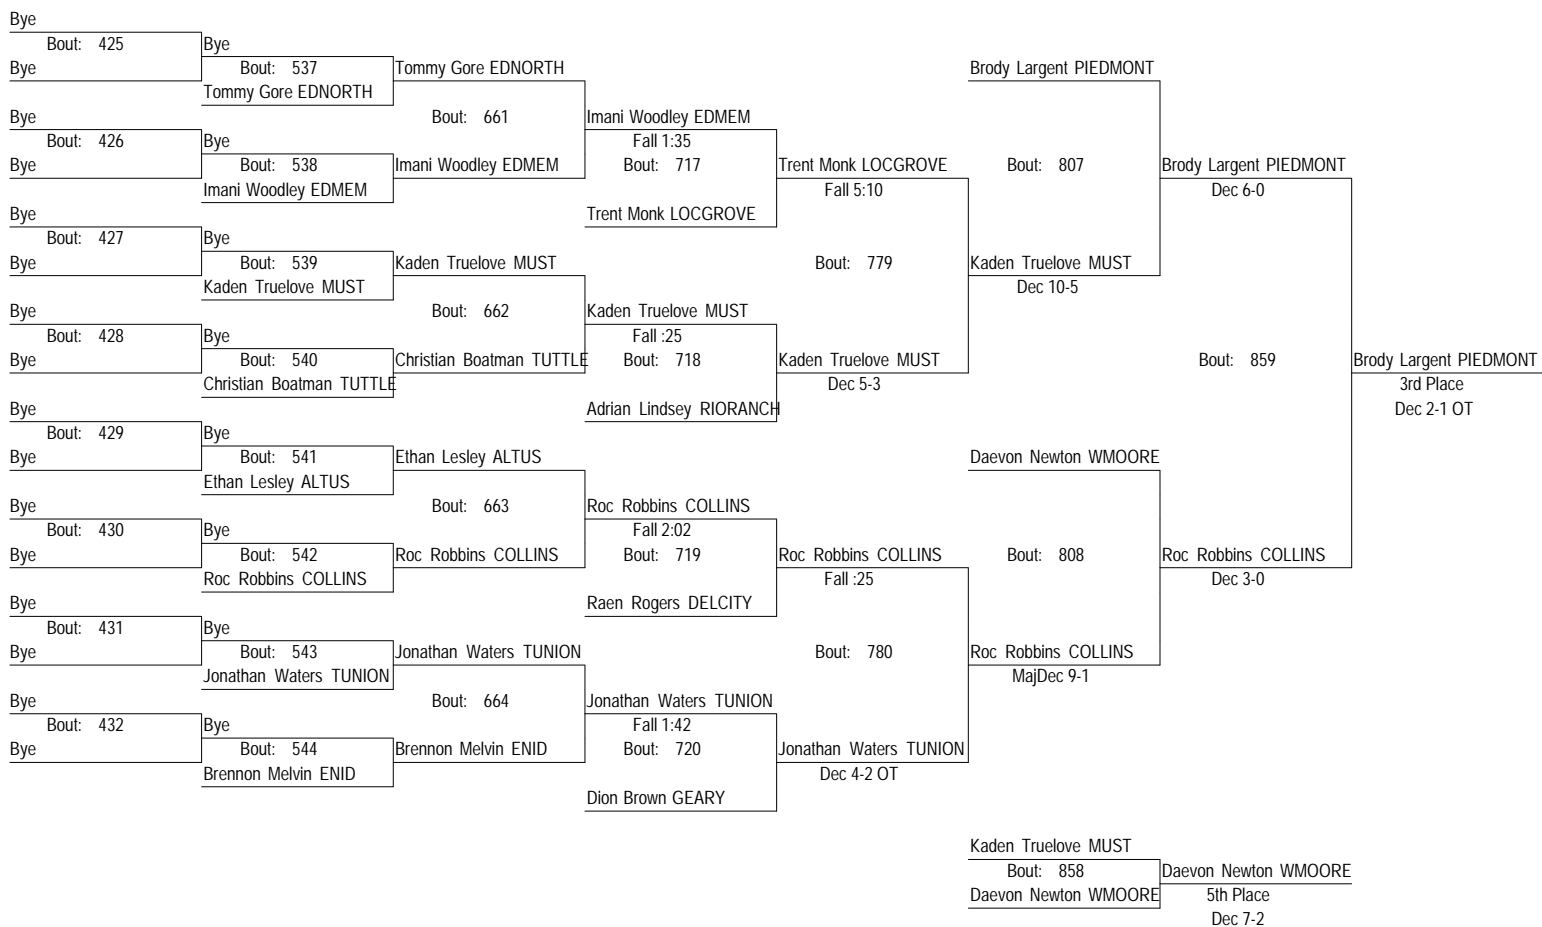 Bye
Bout: 425
Bye
Bye
Bout: 537
Tommy Gore EDNORTH
Tommy Gore EDNORTH
Bye
Bout: 426
Bye
Bye
Bout: 538
Imani Woodley EDMEM
Bout: 661
Imani Woodley EDMEM
Imani Woodley EDMEM
Fall 1:35
Bout: 717
Trent Monk LOCGROVE
Trent Monk LOCGROVE
Fall 5:10
Bye
Bout: 427
Bye
Bye
Bout: 539
Kaden Truelove MUST
Kaden Truelove MUST
Bye
Bout: 428
Bye
Bye
Bout: 540
Christian Boatman TUTTLE
Bout: 662
Christian Boatman TUTTLE
Kaden Truelove MUST
Fall :25
Bout: 718
Adrian Lindsey RIORANCH
Kaden Truelove MUST
Dec 5-3
Bout: 779
Brody Largent PIEDMONT
Bout: 807
Kaden Truelove MUST
Dec 10-5
Brody Largent PIEDMONT
Dec 6-0
Bye
Bout: 429
Bye
Bye
Bout: 541
Ethan Lesley ALTUS
Ethan Lesley ALTUS
Bye
Bout: 430
Bye
Bye
Bout: 542
Roc Robbins COLLINS
Bout: 663
Roc Robbins COLLINS
Roc Robbins COLLINS
Fall 2:02
Bout: 719
Raen Rogers DELCITY
Roc Robbins COLLINS
Fall :25
Bye
Bout: 431
Bye
Bye
Bout: 543
Jonathan Waters TUNION
Jonathan Waters TUNION
Bye
Bout: 432
Bye
Bye
Bout: 544
Brennon Melvin ENID
Bout: 664
Brennon Melvin ENID
Jonathan Waters TUNION
Fall 1:42
Bout: 720
Dion Brown GEARY
Jonathan Waters TUNION
Dec 4-2 OT
Bout: 780
Daevon Newton WMOORE
Bout: 808
Roc Robbins COLLINS
MajDec 9-1
Roc Robbins COLLINS
Dec 3-0
Bout: 859
Brody Largent PIEDMONT
3rd Place
Dec 2-1 OT
Kaden Truelove MUST
Bout: 858
Daevon Newton WMOORE
Daevon Newton WMOORE
5th Place
Dec 7-2